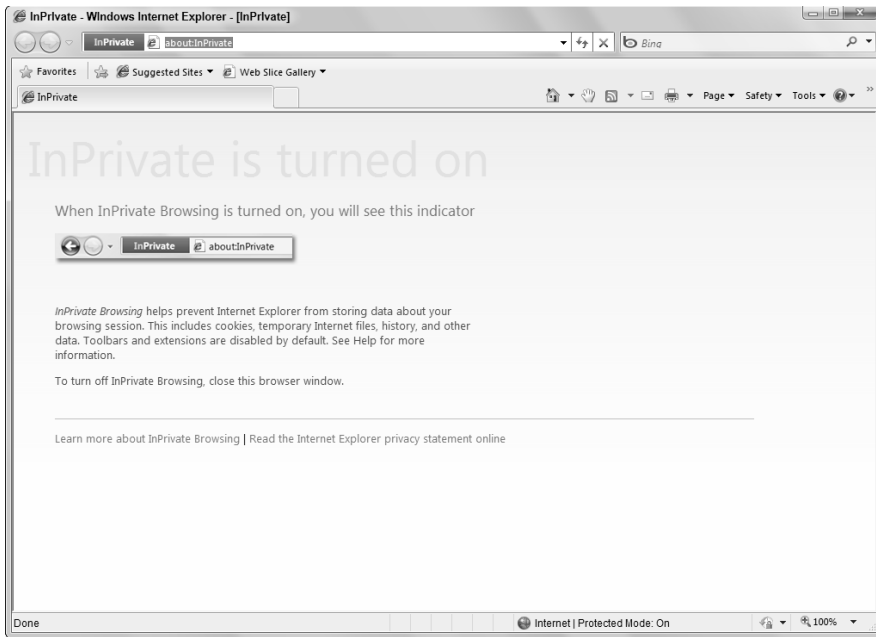 InPrivate - Windows Internet Explorer - [InPrivate]
InPrivate about:InPrivate Bing
Favorites Suggested Sites Web Slice Gallery
InPrivate Page Safety Tools
InPrivate is turned on
When InPrivate Browsing is turned on, you will see this indicator
InPrivate about:InPrivate
InPrivate Browsing helps prevent Internet Explorer from storing data about your
browsing session. This includes cookies, temporary Internet files, history, and other
data. Toolbars and extensions are disabled by default. See Help for more
information.
To turn off InPrivate Browsing, close this browser window.
Learn more about InPrivate Browsing | Read the Internet Explorer privacy statement online
Done Internet | Protected Mode: On 100%